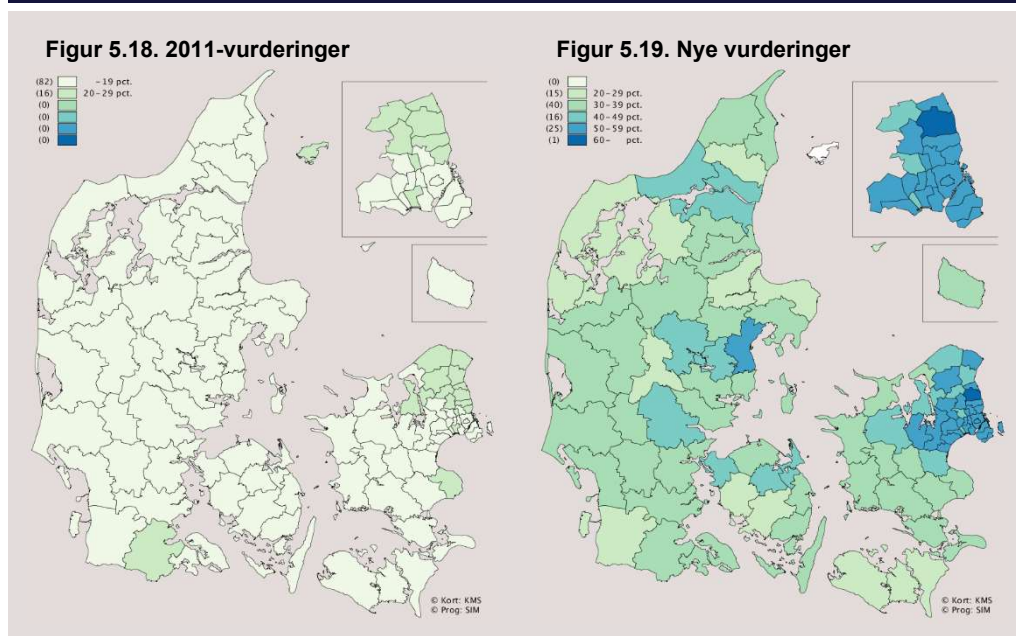 Figur 5.18. 2011-vurderinger
(82) -19 pct.
(16) 20-29 pct.
(0)
(0)
(0)
(0)
© Kort: KMS
© Prog: SIM
Figur 5.19. Nye vurderinger
(0)
(15) 20-29 pct.
(40) 30-39 pct.
(16) 40-49 pct.
(25) 50-59 pct.
(1) 60- pct.
© Kort: KMS
© Prog: SIM